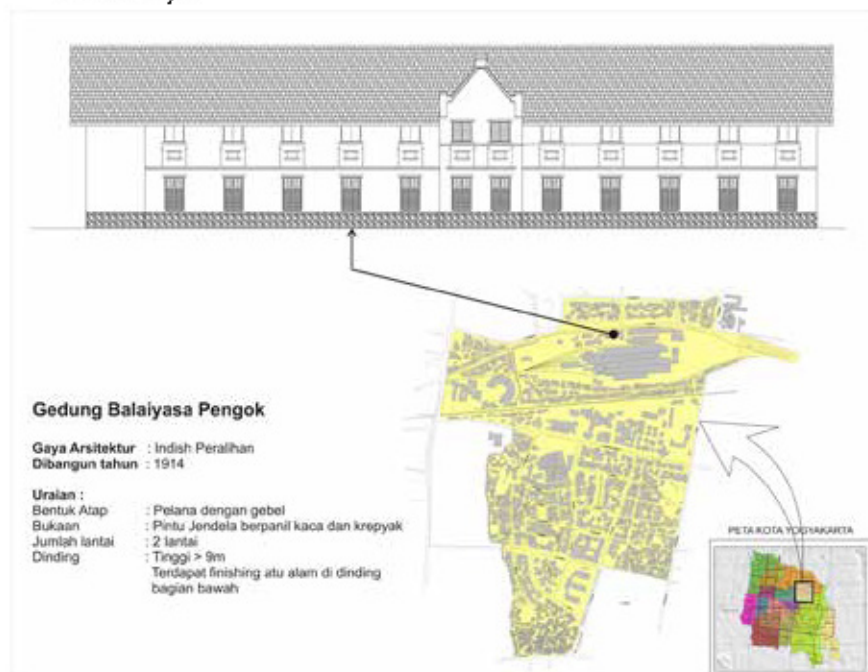 Gedung Balaiyasa Pengok
Gaya Arsitektur : Indish Peralihan
Dibangun tahun : 1914
Uraian :
Bentuk Atap : Pelana dengan gebel
Bukaan : Pintu Jendela berpanil kaca dan krepyak
Jumlah lantai : 2 lantai
Dinding : Tinggi > 9m
Terdapat finishing atu alam di dinding
bagian bawah
PETA KOTA YOGYAKARTA